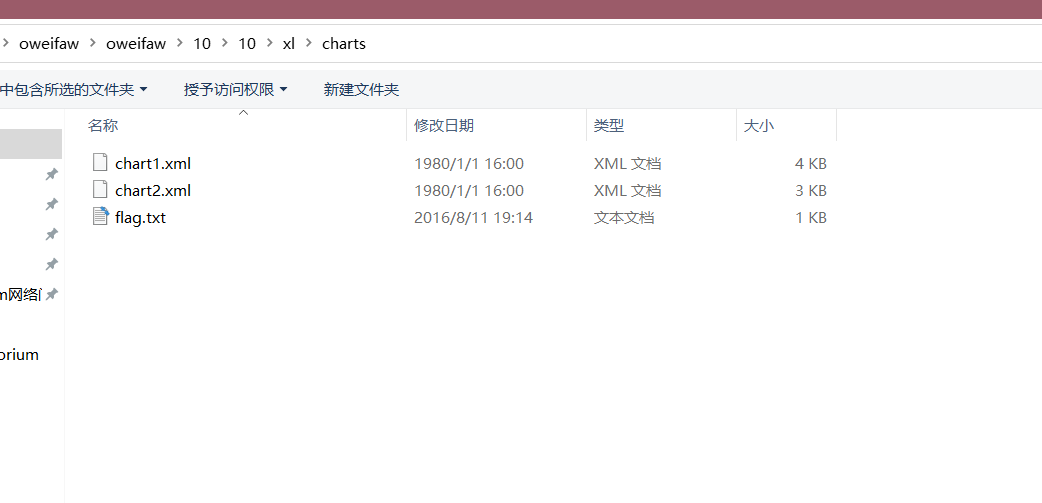 oweifaw > oweifaw > 10 > 10 > xl > charts
中包含所选的文件夹 授予访问权限 新建文件夹
名称 修改日期 类型 大小
chart1.xml 1980/1/1 16:00 XML 文档 4 KB
chart2.xml 1980/1/1 16:00 XML 文档 3 KB
flag.txt 2016/8/11 19:14 文本文档 1 KB
m网络
orium